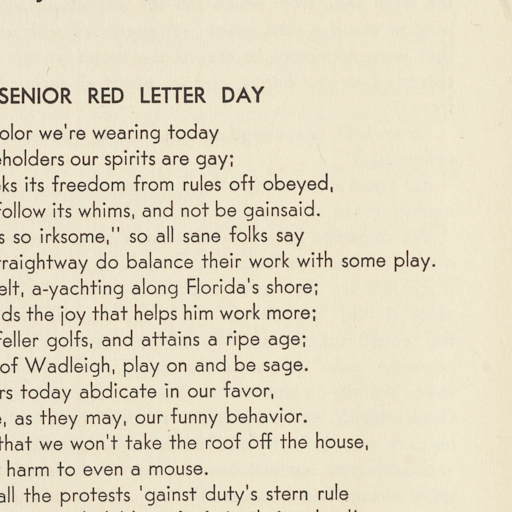 SENIOR RED LETTER DAY
olor we're wearing today
eholders our spirits are gay;
ks its freedom from rules oft obeyed,
follow its whims, and not be gainsaid.
s so irksome," so all sane folks say
traightway do balance their work with some play.
elt, a-yachting along Florida's shore;
ds the joy that helps him work more;
feller golfs, and attains a ripe age;
of Wadleigh, play on and be sage.
rs today abdicate in our favor,
, as they may, our funny behavior.
that we won't take the roof off the house,
harm to even a mouse.
all the protests 'gainst duty's stern rule